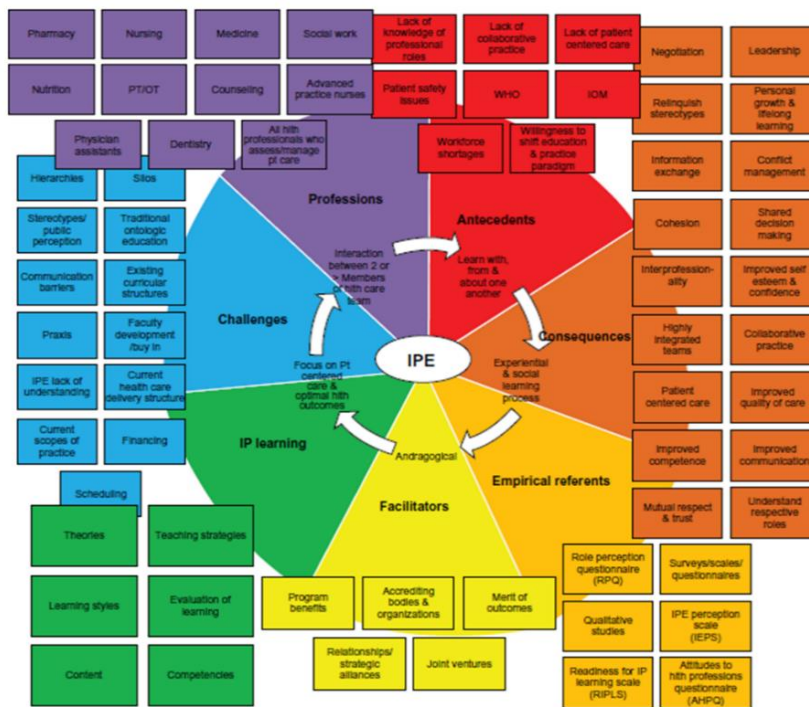 Pharmacy
Nursing
Medicine
Social work
Nutrition
PT/OT
Counseling
Advanced
practice nurses
Physician
assistants
Dentistry
All hlth
professionals who
assess/manage
pt care
Lack of
knowledge of
professional
roles
Lack of
collaborative
practice
Lack of patient
centered care
Patient safety
issues
WHO
IOM
Workforce
shortages
Willingness to
shift education
& practice
paradigm
Negotiation
Leadership
Relinquish
stereotypes
Personal
growth &
lifelong
learning
Information
exchange
Conflict
management
Cohesion
Shared
decision
making
Interprofession-
ality
Improved self
esteem &
confidence
Highly
integrated
teams
Collaborative
practice
Patient
centered care
Improved
quality of care
Improved
competence
Improved
communication
Mutual respect
& trust
Understand
respective
roles
Hierarchies
Silos
Stereotypes/
public
perception
Traditional
ontologic
education
Communication
barriers
Existing
curricular
structures
Praxis
Faculty
development
/buy in
IPE lack of
understanding
Current
health care
delivery structure
Current
scopes of
practice
Financing
Scheduling
Professions
Antecedents
Consequences
Empirical referents
Facilitators
IP learning
Challenges
Interaction
between 2 or
> Members
of hlth care
team
Learn with,
from &
about one
another
Experiential
& social
learning
process
Andragogical
Focus on Pt
centered
care &
optimal hlth
outcomes
IPE
Theories
Teaching strategies
Learning styles
Evaluation of
learning
Content
Competencies
Program
benefits
Accrediting
bodies &
organizations
Merit of
outcomes
Relationships/
strategic
alliances
Joint ventures
Role perception
questionnaire
(RPQ)
Surveys/scales/
questionnaires
Qualitative
studies
IPE perception
scale
(IEPS)
Readiness for IP
learning scale
(RIPLS)
Attitudes to
hlth professions
questionnaire
(AHPQ)